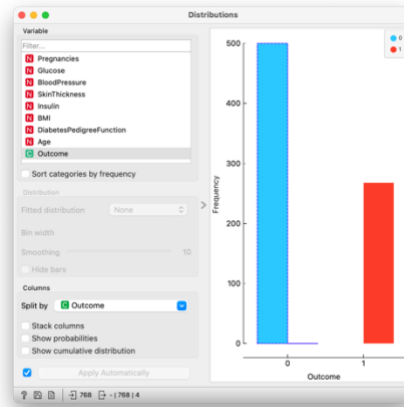 Distributions
Variable
Filter...
N Pregnancies
N Glucose
N BloodPressure
N SkinThickness
N Insulin
N BMI
N DiabetesPedigreeFunction
N Age
C Outcome
Sort categories by frequency
Distribution
Fitted distribution None
Bin width
Smoothing 10
Hide bars
Columns
Split by C Outcome
Stack columns
Show probabilities
Show cumulative distribution
Apply Automatically
? 768 - | 768 | 4
0
1
500
400
300
200
100
0
Frequency
0 1
Outcome